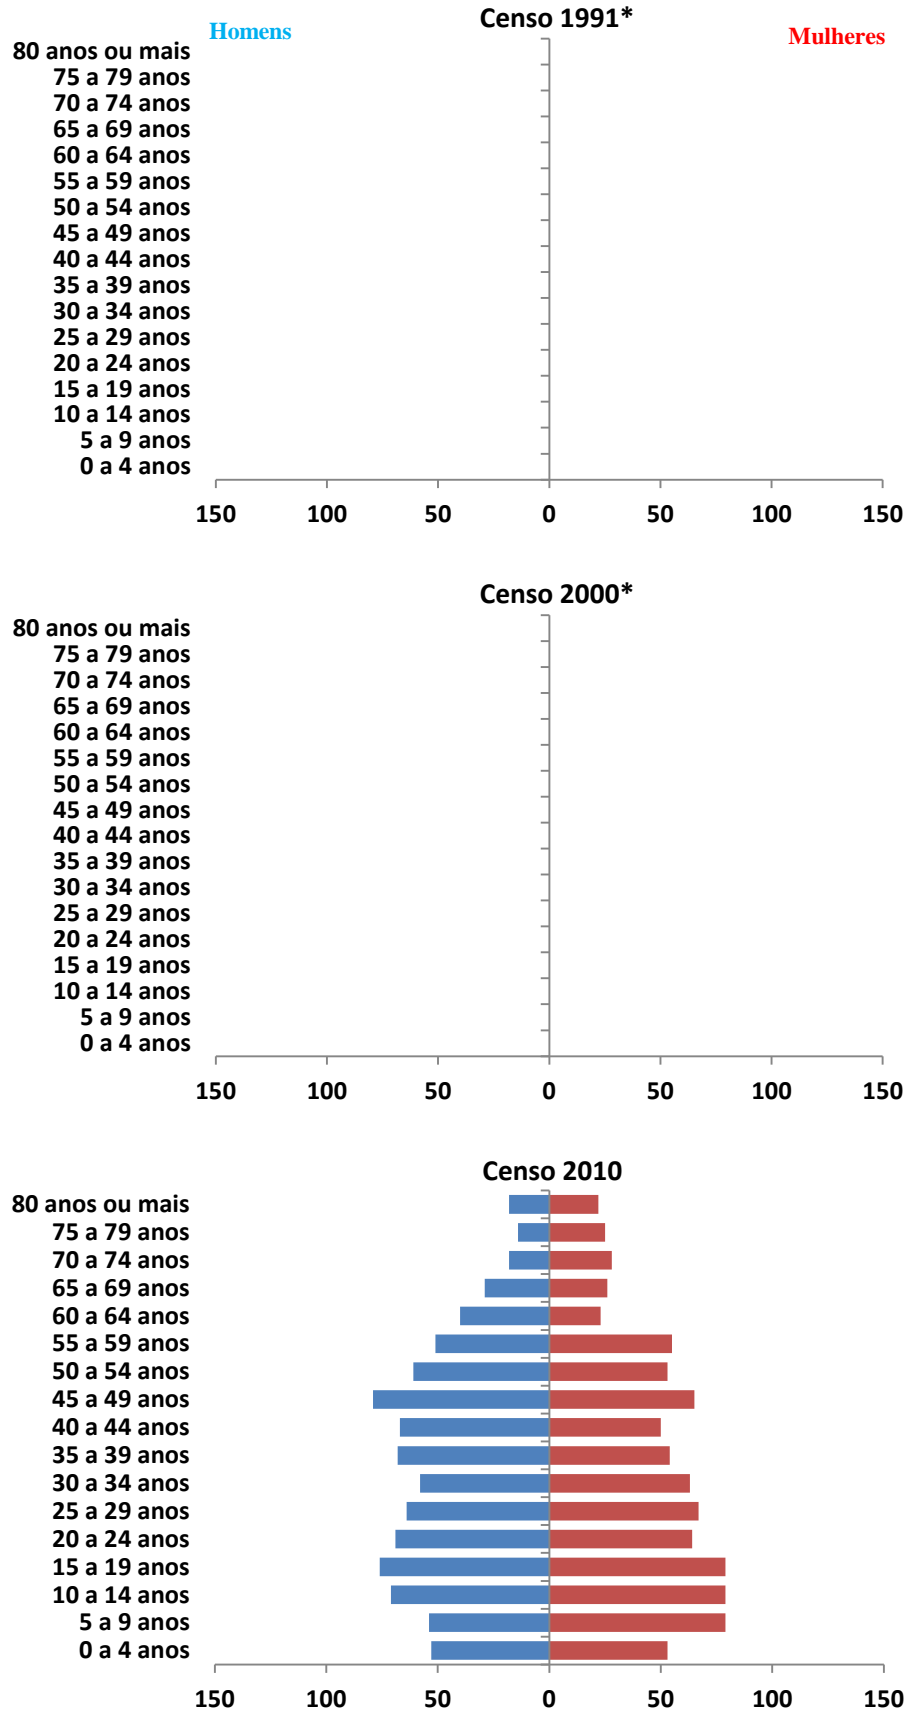 Censo 1991*
Homens
Mulheres
80 anos ou mais
75 a 79 anos
70 a 74 anos
65 a 69 anos
60 a 64 anos
55 a 59 anos
50 a 54 anos
45 a 49 anos
40 a 44 anos
35 a 39 anos
30 a 34 anos
25 a 29 anos
20 a 24 anos
15 a 19 anos
10 a 14 anos
5 a 9 anos
0 a 4 anos
150 100 50 0 50 100 150
Censo 2000*
80 anos ou mais
75 a 79 anos
70 a 74 anos
65 a 69 anos
60 a 64 anos
55 a 59 anos
50 a 54 anos
45 a 49 anos
40 a 44 anos
35 a 39 anos
30 a 34 anos
25 a 29 anos
20 a 24 anos
15 a 19 anos
10 a 14 anos
5 a 9 anos
0 a 4 anos
150 100 50 0 50 100 150
Censo 2010
80 anos ou mais
75 a 79 anos
70 a 74 anos
65 a 69 anos
60 a 64 anos
55 a 59 anos
50 a 54 anos
45 a 49 anos
40 a 44 anos
35 a 39 anos
30 a 34 anos
25 a 29 anos
20 a 24 anos
15 a 19 anos
10 a 14 anos
5 a 9 anos
0 a 4 anos
150 100 50 0 50 100 150